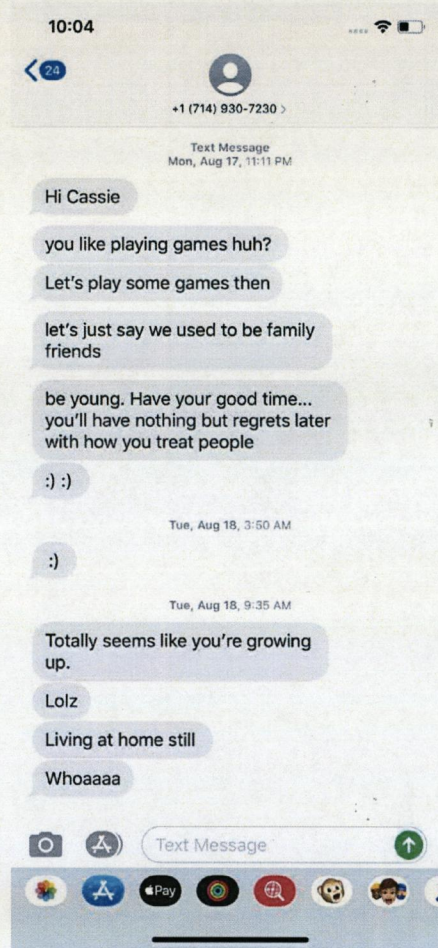 10:04
24
+1 (714) 930-7230 >
Text Message
Mon, Aug 17, 11:11 PM
Hi Cassie
you like playing games huh?
Let's play some games then
let's just say we used to be family
friends
be young. Have your good time...
you'll have nothing but regrets later
with how you treat people
:) :)
Tue, Aug 18, 3:50 AM
:)
Tue, Aug 18, 9:35 AM
Totally seems like you're growing
up.
Lolz
Living at home still
Whoaaaa
Text Message
Pay